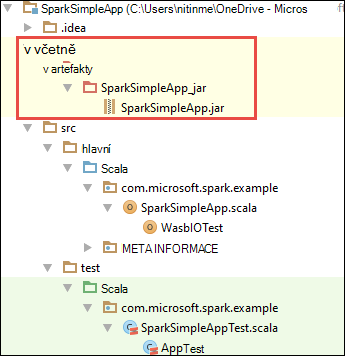 SparkSimpleApp (C:\Users\nitinme\OneDrive - Micros
.idea
v včetně
v artefakty
SparkSimpleApp_jar
SparkSimpleApp.jar
src
hlavní
Scala
com.microsoft.spark.example
SparkSimpleApp.scala
WasbIOTest
META INFORMACE
test
Scala
com.microsoft.spark.example
SparkSimpleAppTest.scala
AppTest